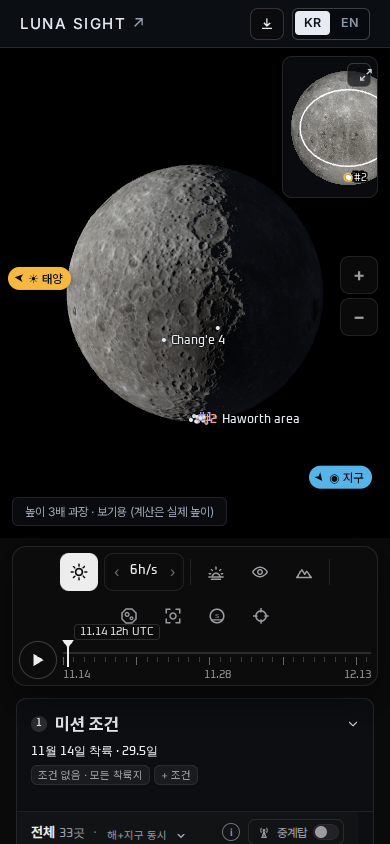 LUNA SIGHT ↗
KR EN
#2
☀ 태양
+
−
Chang'e 4
#2 Haworth area
◉ 지구
높이 3배 과장 · 보기용 (계산은 실제 높이)
‹ 6h/s ›
S
11.14 12h UTC
11.14 11.28 12.13
1 미션 조건
11월 14일 착륙 · 29.5일
조건 없음 · 모든 착륙지 + 조건
전체 33곳 · 해+지구 동시 i 중계탑